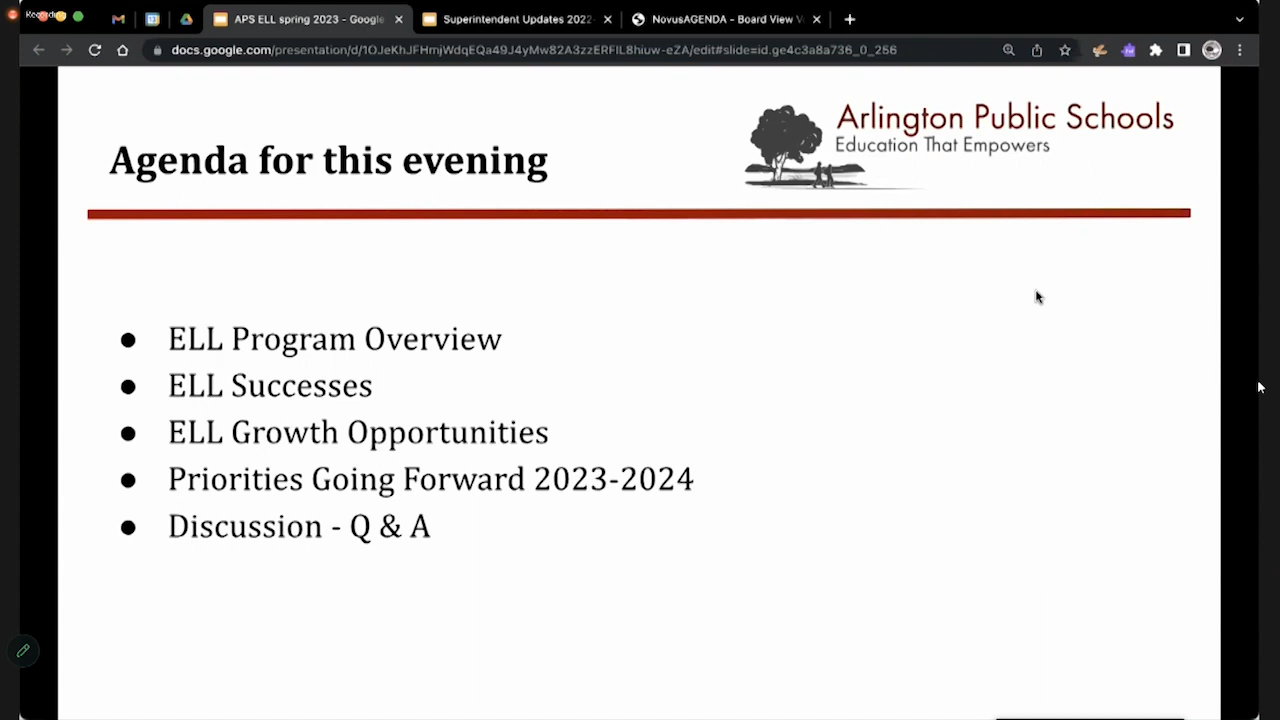 Recording
APS ELL spring 2023 - Google
Superintendent Updates 2022-
NovusAGENDA - Board View
docs.google.com/presentation/d/1OJeKhJFHmjWdqEQa49J4yMw82A3zzERFIL8hiuw-eZA/edit#slide=id.ge4c3a8a736_0_256
Arlington Public Schools
Education That Empowers
Agenda for this evening
● ELL Program Overview
● ELL Successes
● ELL Growth Opportunities
● Priorities Going Forward 2023-2024
● Discussion - Q & A